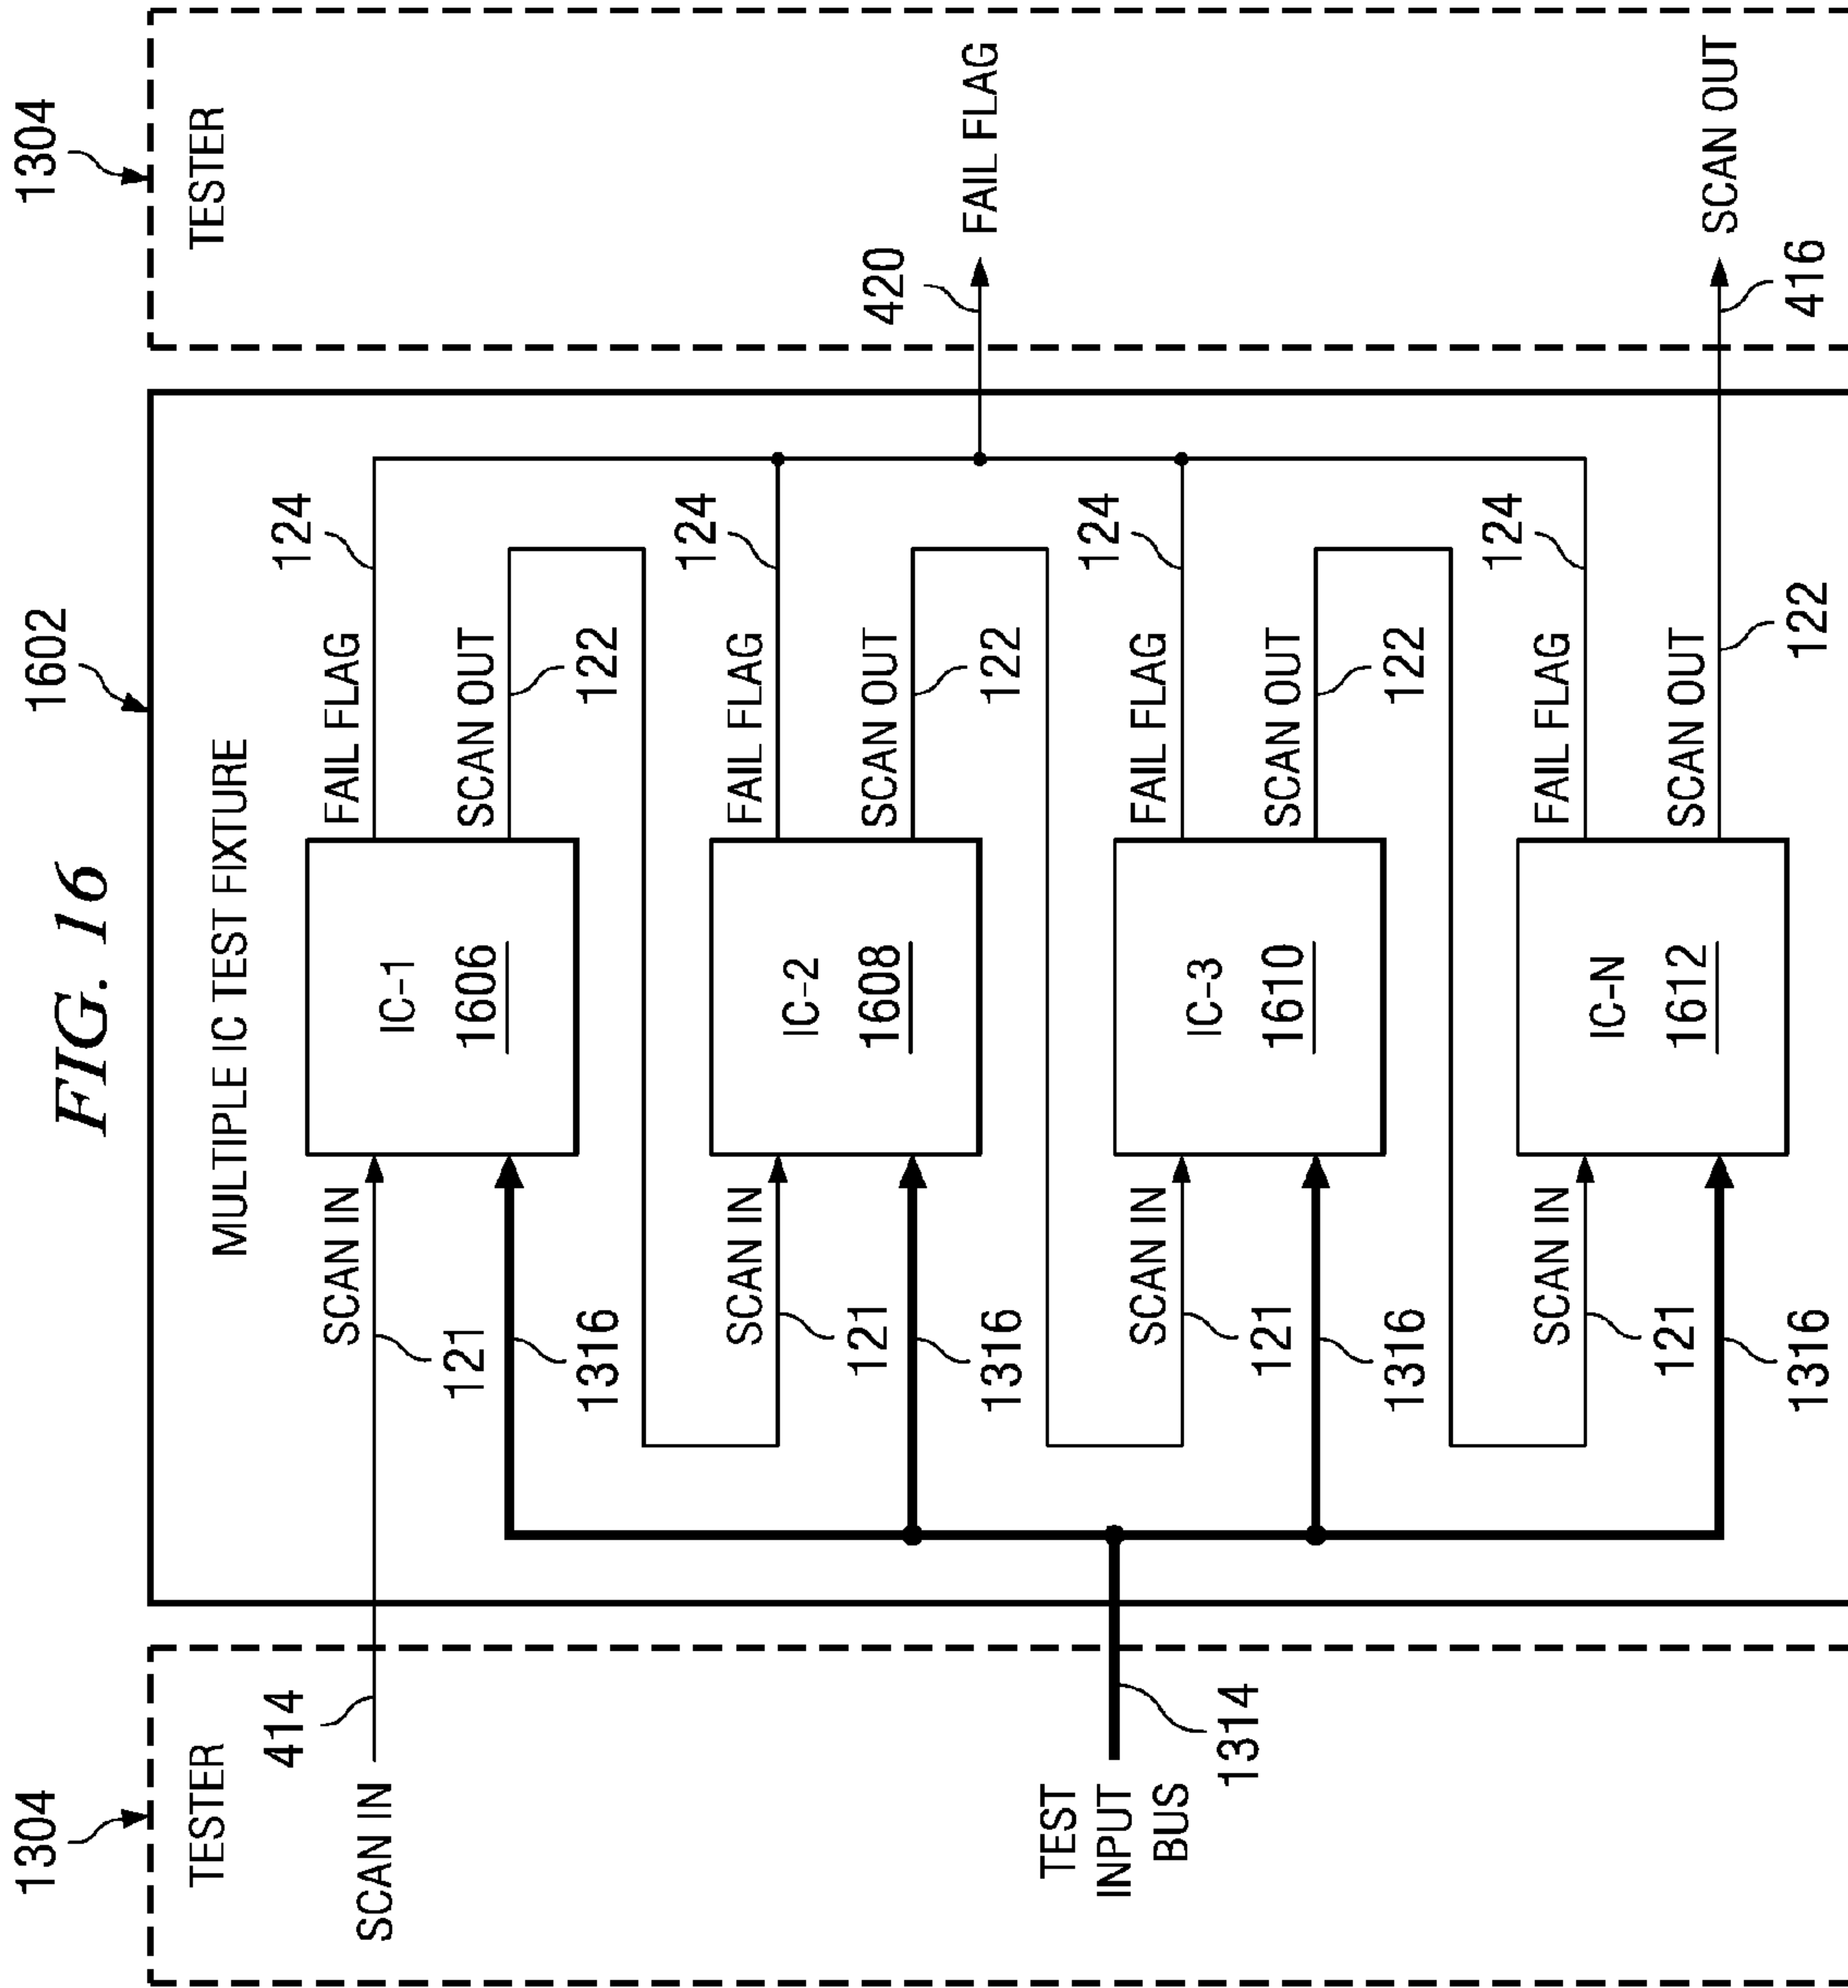 FIG. 16
1304
1602
1304
TESTER
MULTIPLE IC TEST FIXTURE
TESTER
414
SCAN IN
SCAN IN
121
1316
IC-1
1606
FAIL FLAG
124
SCAN OUT
122
SCAN IN
121
1316
IC-2
1608
FAIL FLAG
124
SCAN OUT
122
420
FAIL FLAG
TEST
INPUT
BUS
1314
SCAN IN
121
1316
IC-3
1610
FAIL FLAG
124
SCAN OUT
122
SCAN IN
121
1316
IC-N
1612
FAIL FLAG
124
SCAN OUT
122
SCAN OUT
416